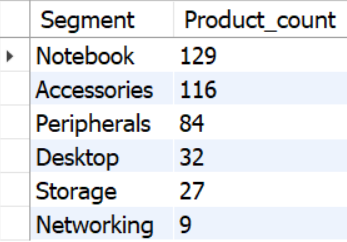 Segment Product_count
Notebook 129
Accessories 116
Peripherals 84
Desktop 32
Storage 27
Networking 9